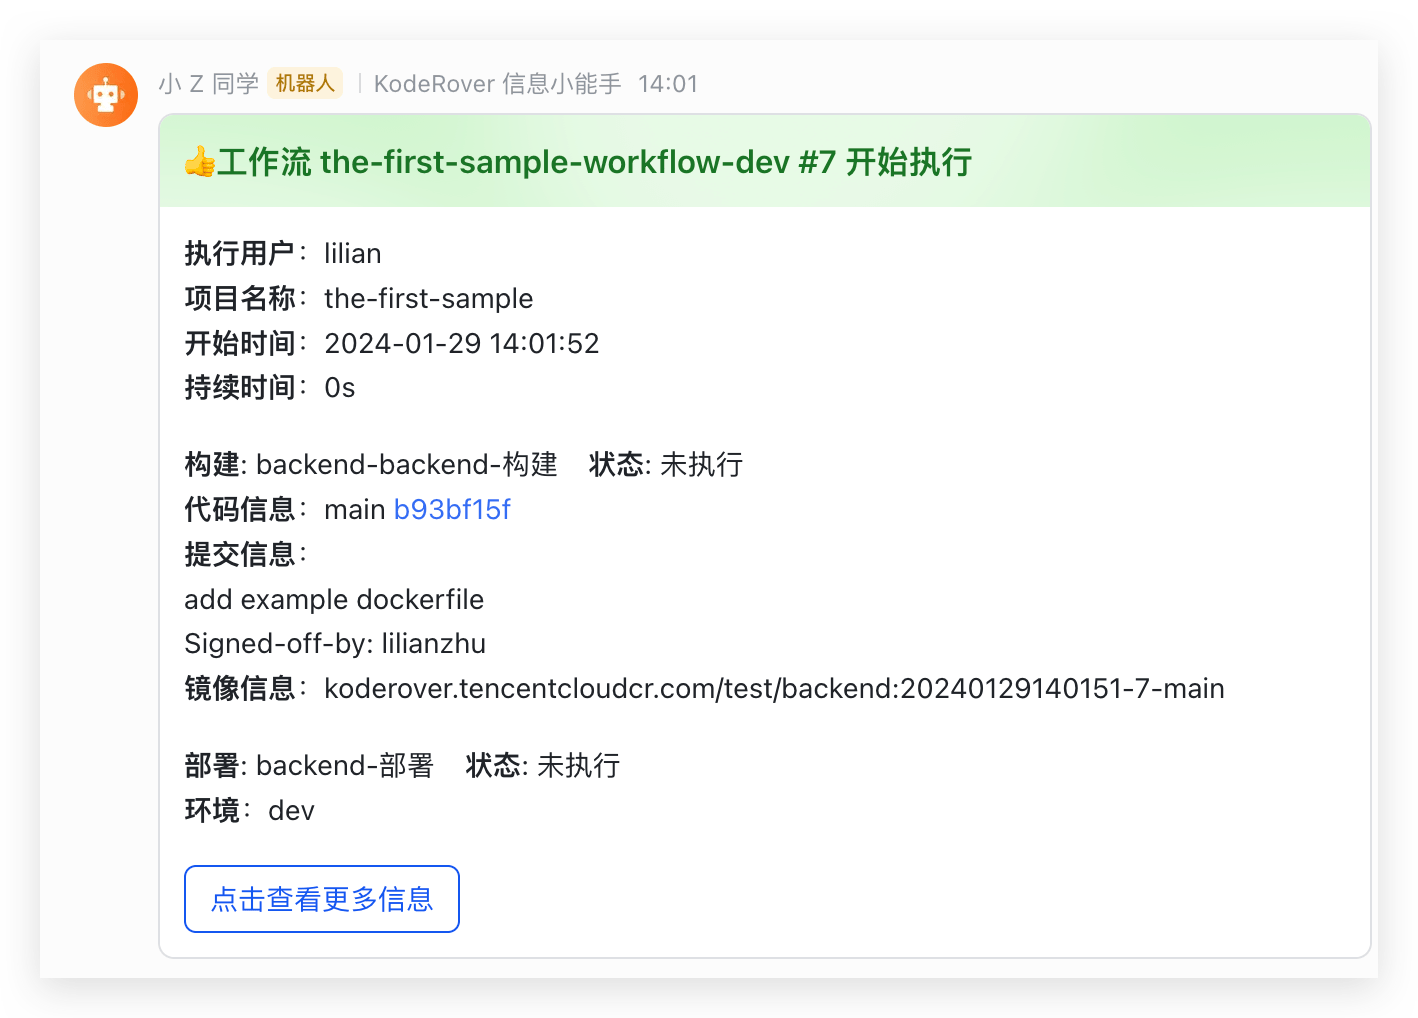 小 Z 同学 机器人 | KodeRover 信息小能手 14:01
👍工作流 the-first-sample-workflow-dev #7 开始执行
执行用户：lilian
项目名称：the-first-sample
开始时间：2024-01-29 14:01:52
持续时间：0s
构建: backend-backend-构建 状态: 未执行
代码信息：main b93bf15f
提交信息：
add example dockerfile
Signed-off-by: lilianzhu
镜像信息：koderover.tencentcloudcr.com/test/backend:20240129140151-7-main
部署: backend-部署 状态: 未执行
环境：dev
点击查看更多信息